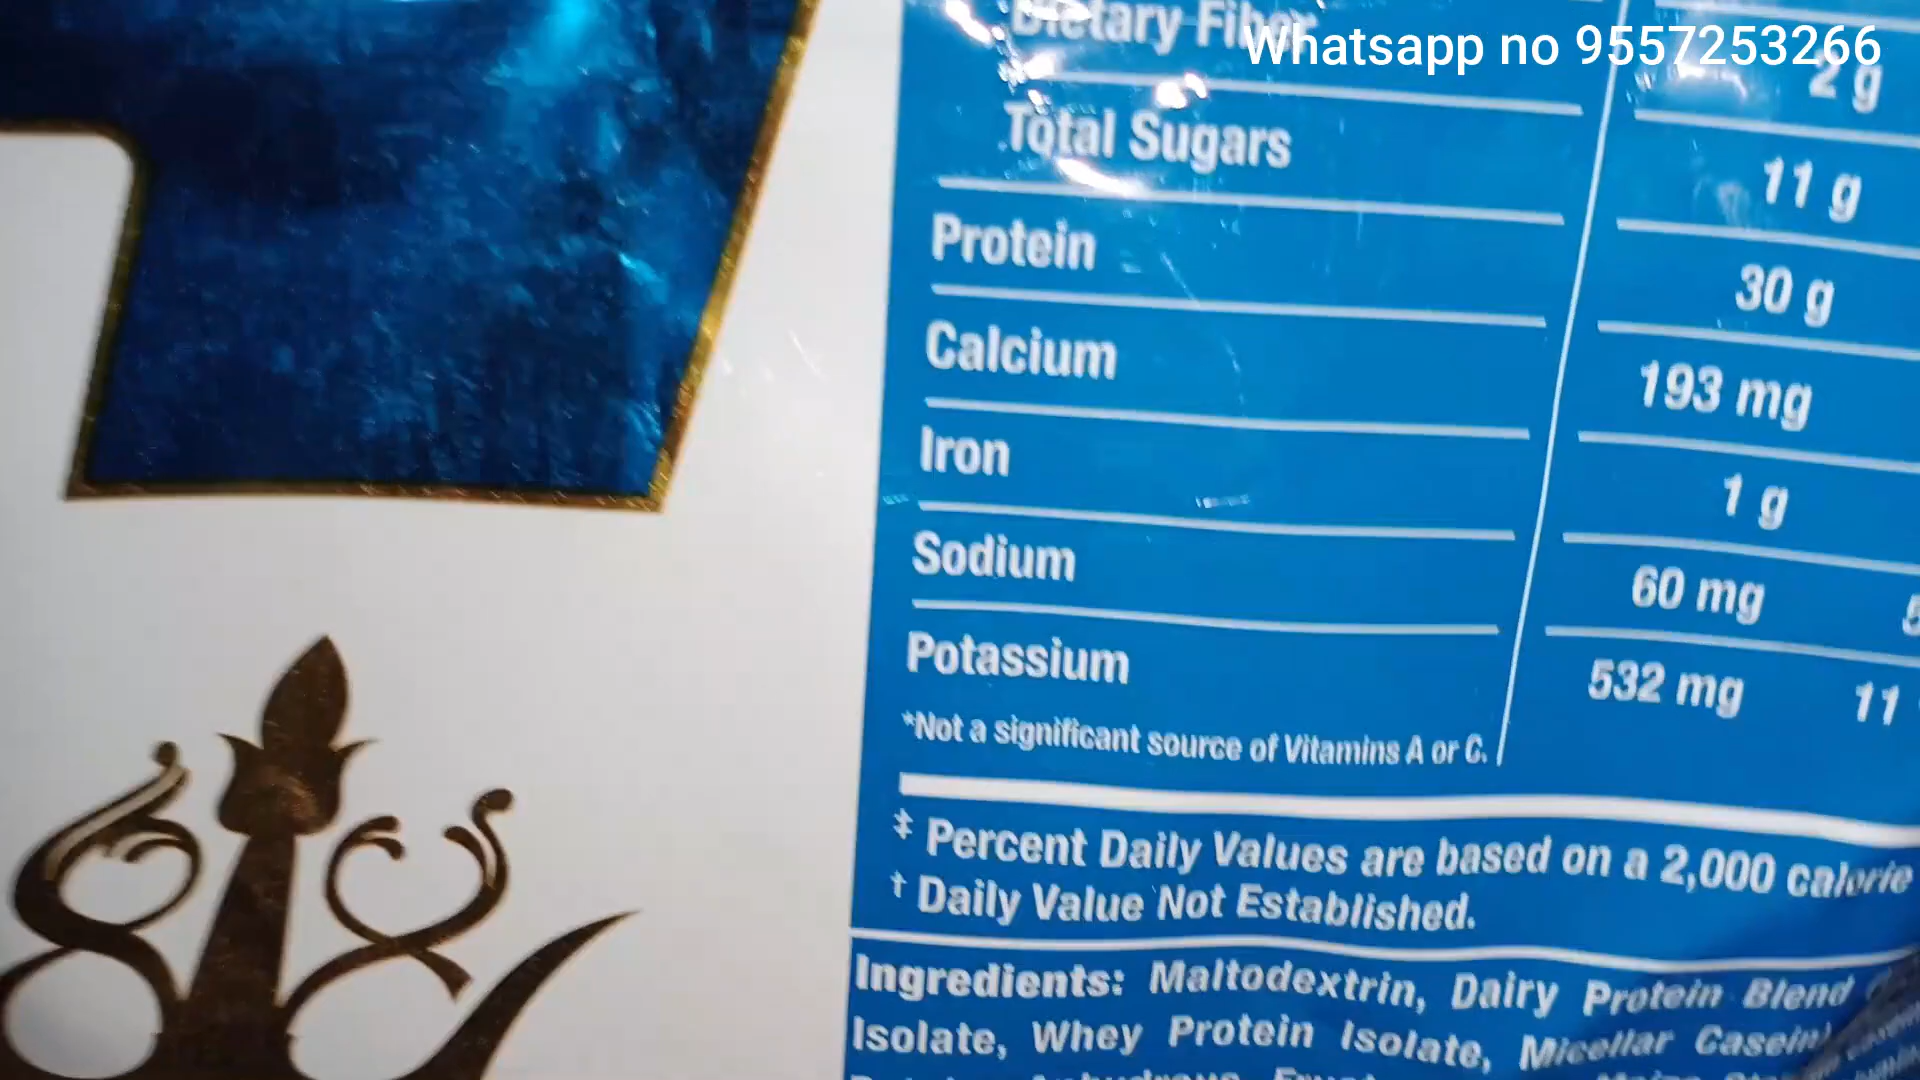 Whatsapp no 9557253266
Dietary Fiber 2 g
Total Sugars 11 g
Protein 30 g
Calcium 193 mg
Iron 1 g
Sodium 60 mg
Potassium 532 mg 11
*Not a significant source of Vitamins A or C.
‡ Percent Daily Values are based on a 2,000 calorie
† Daily Value Not Established.
Ingredients: Maltodextrin, Dairy Protein Blend
Isolate, Whey Protein Isolate, Micellar Casein)